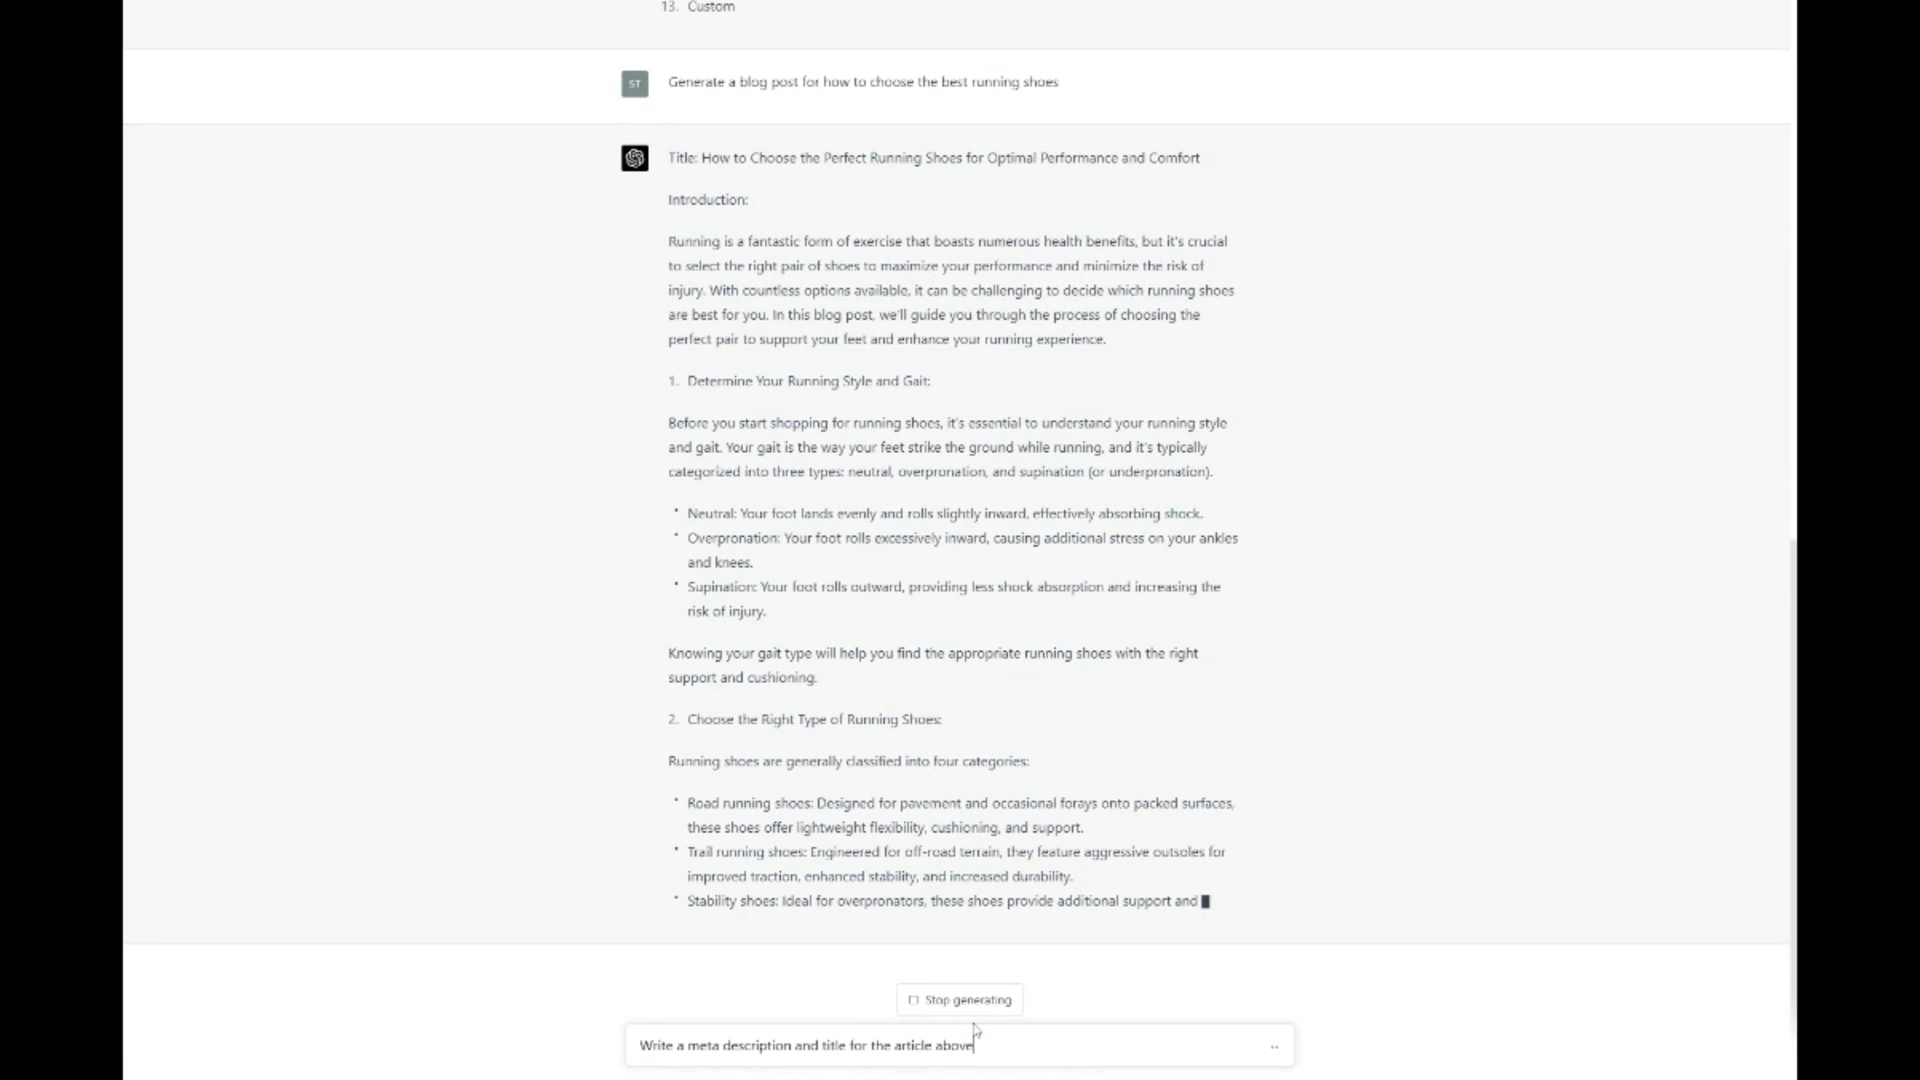 13. Custom
ST
Generate a blog post for how to choose the best running shoes
Title: How to Choose the Perfect Running Shoes for Optimal Performance and Comfort
Introduction:
Running is a fantastic form of exercise that boasts numerous health benefits, but it's crucial
to select the right pair of shoes to maximize your performance and minimize the risk of
injury. With countless options available, it can be challenging to decide which running shoes
are best for you. In this blog post, we'll guide you through the process of choosing the
perfect pair to support your feet and enhance your running experience.
1. Determine Your Running Style and Gait:
Before you start shopping for running shoes, it's essential to understand your running style
and gait. Your gait is the way your feet strike the ground while running, and it's typically
categorized into three types: neutral, overpronation, and supination (or underpronation).
• Neutral: Your foot lands evenly and rolls slightly inward, effectively absorbing shock.
• Overpronation: Your foot rolls excessively inward, causing additional stress on your ankles
and knees.
• Supination: Your foot rolls outward, providing less shock absorption and increasing the
risk of injury.
Knowing your gait type will help you find the appropriate running shoes with the right
support and cushioning.
2. Choose the Right Type of Running Shoes:
Running shoes are generally classified into four categories:
• Road running shoes: Designed for pavement and occasional forays onto packed surfaces,
these shoes offer lightweight flexibility, cushioning, and support.
• Trail running shoes: Engineered for off-road terrain, they feature aggressive outsoles for
improved traction, enhanced stability, and increased durability.
• Stability shoes: Ideal for overpronators, these shoes provide additional support and
Stop generating
Write a meta description and title for the article above